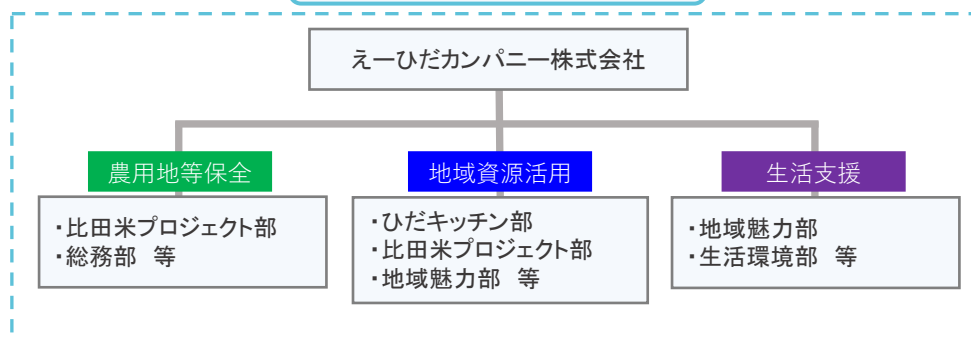 えーひだカンパニー株式会社
農用地等保全
・比田米プロジェクト部
・総務部 等
地域資源活用
・ひだキッチン部
・比田米プロジェクト部
・地域魅力部 等
生活支援
・地域魅力部
・生活環境部 等